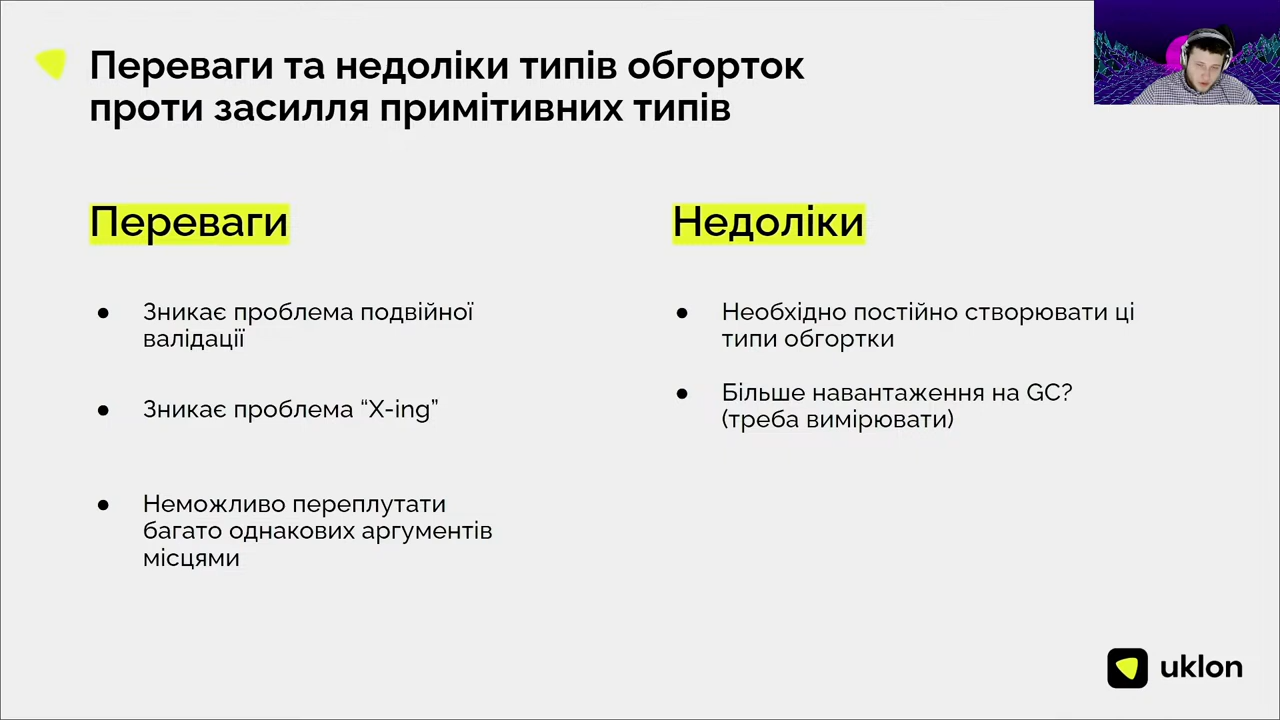 Переваги та недоліки типів обгорток
проти засилля примітивних типів
Переваги
Зникає проблема подвійної
валідації
Зникає проблема “X-ing”
Неможливо переплутати
багато однакових аргументів
місцями
Недоліки
Необхідно постійно створювати ці
типи обгортки
Більше навантаження на GC?
(треба вимірювати)
uklon